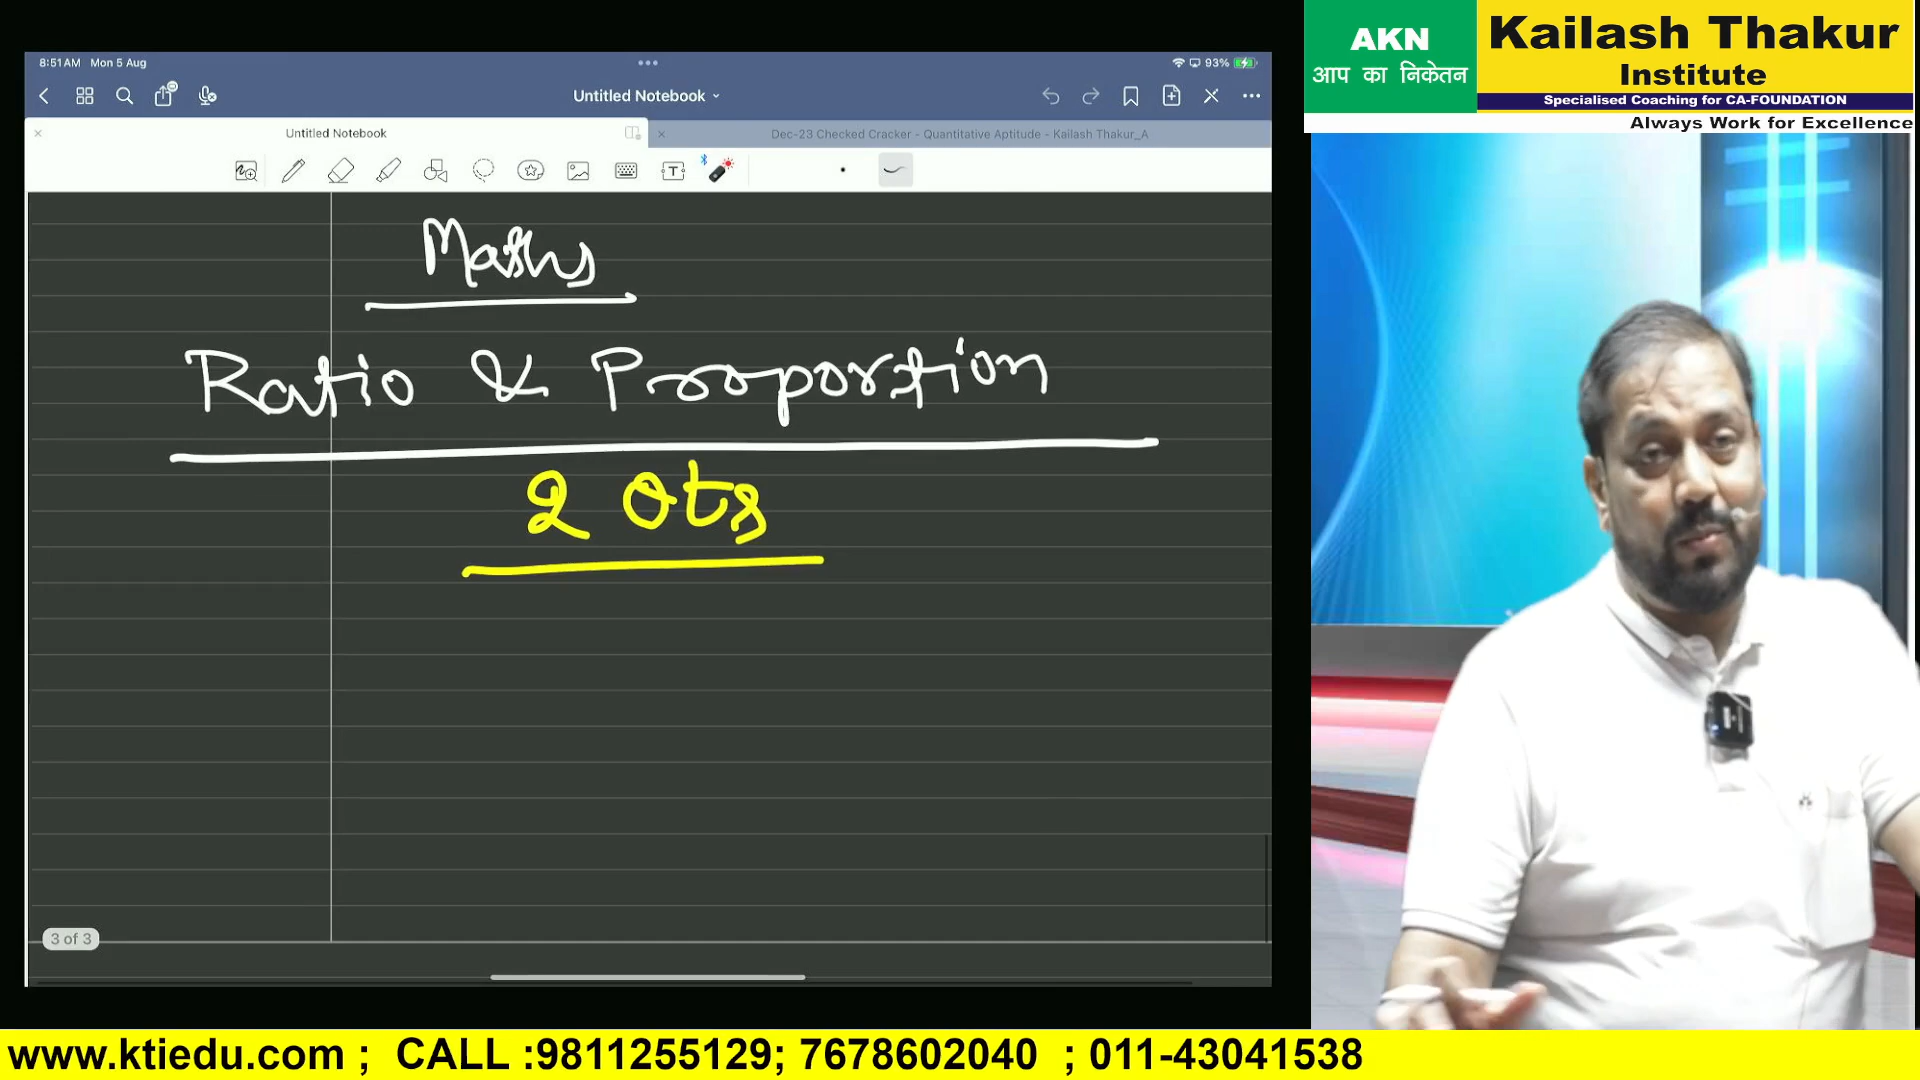 AKN
आप का निकेतन
Kailash Thakur
Institute
Specialised Coaching for CA-FOUNDATION
Always Work for Excellence
8:51AM Mon 5 Aug
93%
Untitled Notebook
Untitled Notebook
Dec-23 Checked Cracker - Quantitative Aptitude - Kailash Thakur_A
T
Maths
Ratio & Proportion
2 Qts
3 of 3
www.ktiedu.com ; CALL :9811255129; 7678602040 ; 011-43041538